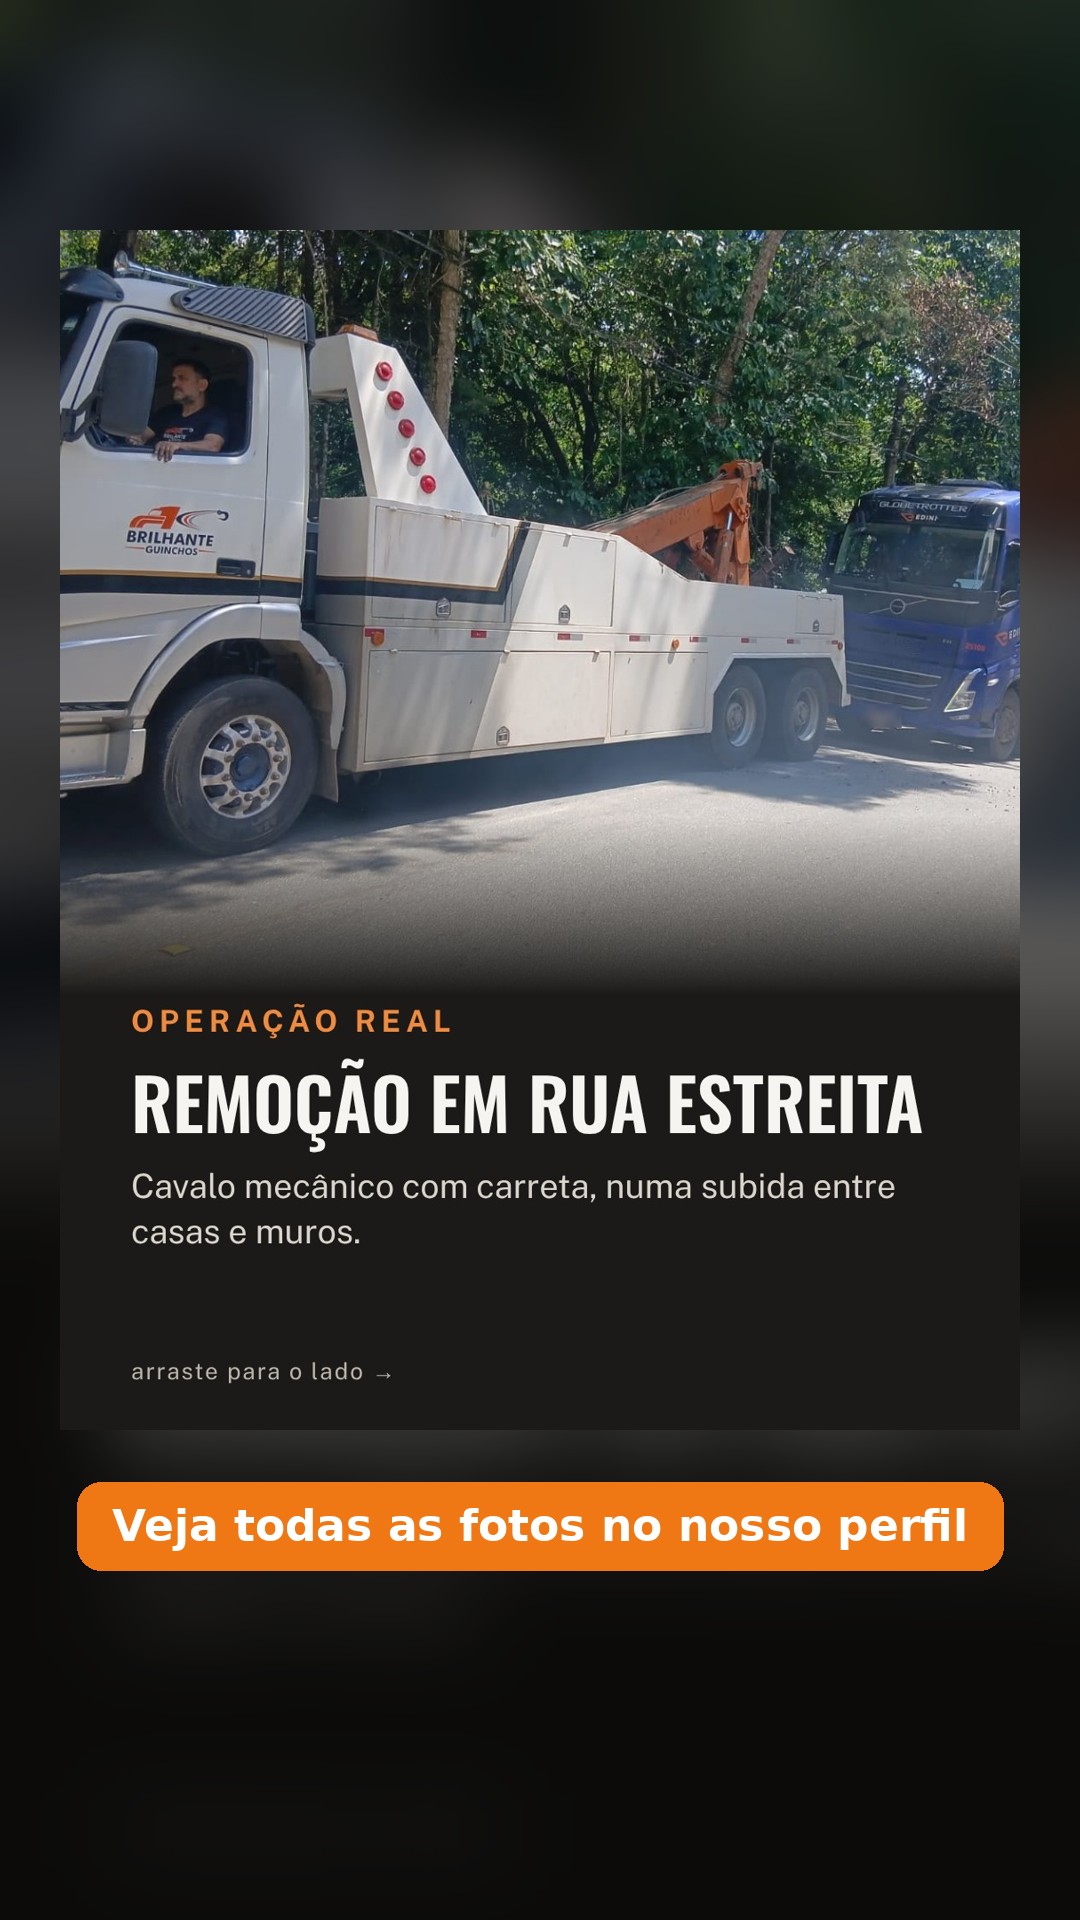 BRILHANTE
GUINCHOS
GLOBETROTTER
EDINI
OPERAÇÃO REAL
REMOÇÃO EM RUA ESTREITA
Cavalo mecânico com carreta, numa subida entre
casas e muros.
arraste para o lado →
Veja todas as fotos no nosso perfil